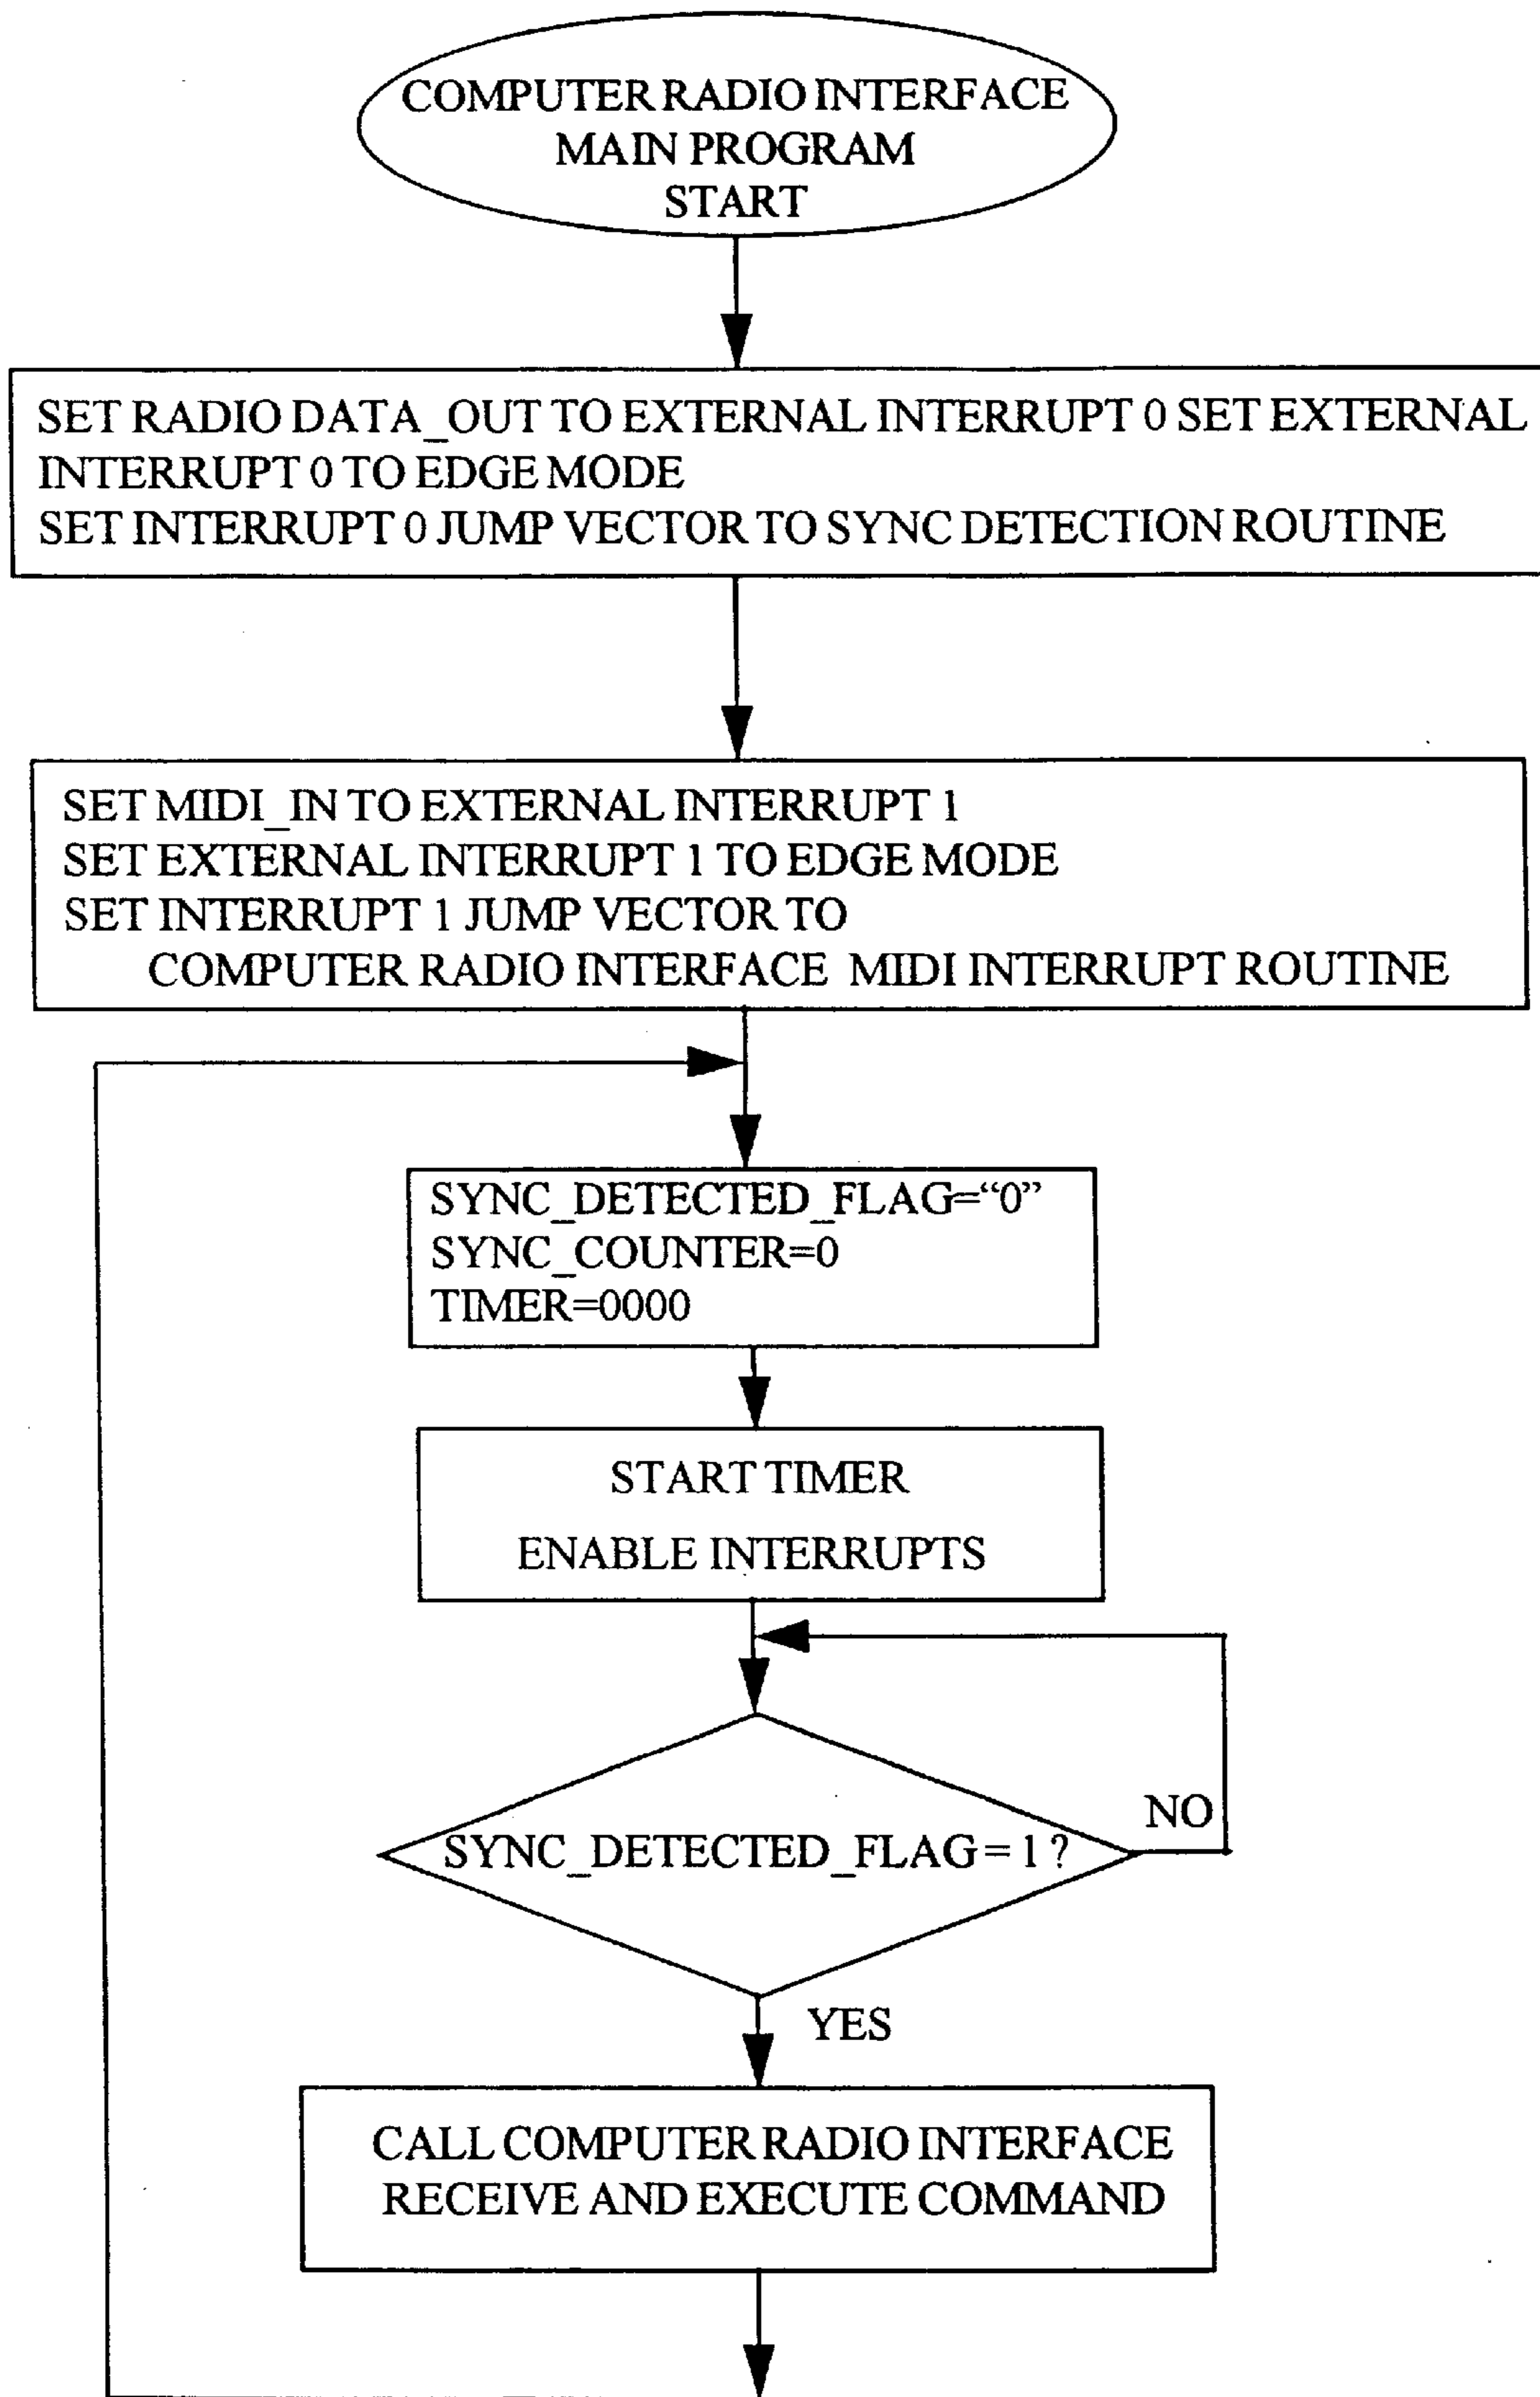 COMPUTER RADIO INTERFACE
MAIN PROGRAM
START
SET RADIO DATA_OUT TO EXTERNAL INTERRUPT 0 SET EXTERNAL
INTERRUPT 0 TO EDGE MODE
SET INTERRUPT 0 JUMP VECTOR TO SYNC DETECTION ROUTINE
SET MIDI_IN TO EXTERNAL INTERRUPT 1
SET EXTERNAL INTERRUPT 1 TO EDGE MODE
SET INTERRUPT 1 JUMP VECTOR TO
COMPUTER RADIO INTERFACE MIDI INTERRUPT ROUTINE
SYNC_DETECTED_FLAG=“0”
SYNC_COUNTER=0
TIMER=0000
START TIMER
ENABLE INTERRUPTS
NO
SYNC_DETECTED_FLAG = 1 ?
YES
CALL COMPUTER RADIO INTERFACE
RECEIVE AND EXECUTE COMMAND